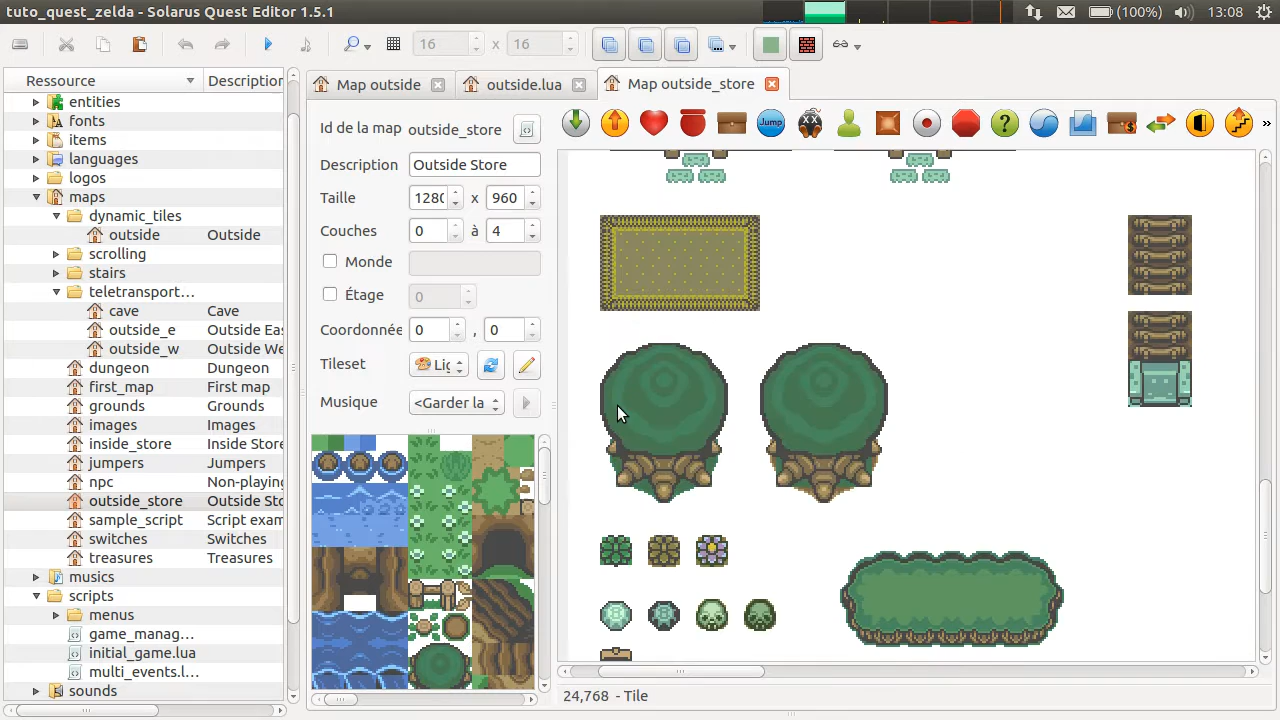 tuto_quest_zelda - Solarus Quest Editor 1.5.1
(100%)
13:08
16 x 16
Ressource
Description
entities
fonts
items
languages
logos
maps
dynamic_tiles
outside Outside
scrolling
stairs
teletransport...
cave Cave
outside_e Outside Eas
outside_w Outside We
dungeon Dungeon
first_map First map
grounds Grounds
images Images
inside_store Inside Store
jumpers Jumpers
npc Non-playing
outside_store Outside Sto
sample_script Script exam
switches Switches
treasures Treasures
musics
scripts
menus
game_manag...
initial_game.lua
multi_events.l...
sounds
Map outside
outside.lua
Map outside_store
Id de la map outside_store
Description Outside Store
Taille 1280 x 960
Couches 0 à 4
Monde
Étage 0
Coordonnée 0 , 0
Tileset Lig
Musique <Garder la
Jump
?
$
»
24,768 - Tile